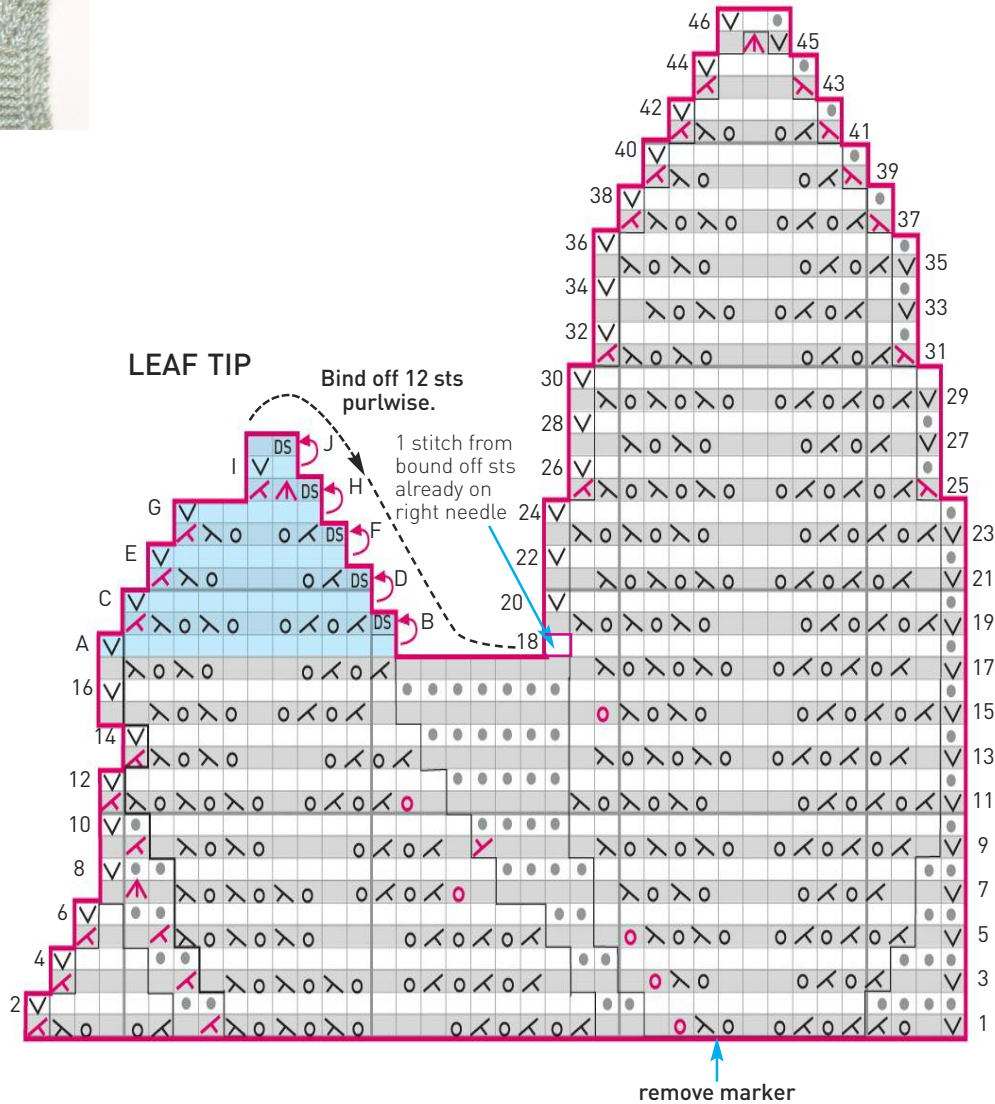 46
45
44
43
42
41
40
39
38
37
36
35
34
33
32
31
LEAF TIP
Bind off 12 sts
purlwise.
30
29
28
27
26
25
1 stitch from
bound off sts
already on
right needle
DS
J
I
DS
H
G
DS
F
E
DS
D
C
DS
B
A
24
23
22
21
20
19
18
17
16
15
14
13
12
11
10
9
8
7
6
5
4
3
2
1
remove marker